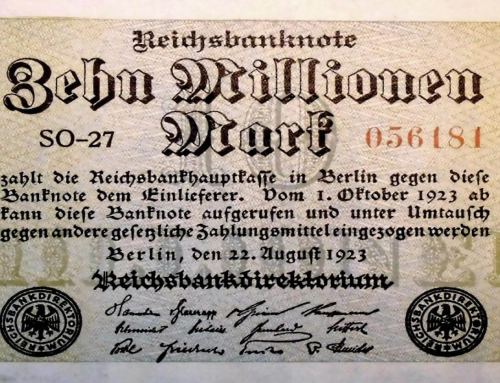 Reichsbanknote
Zehn Millionen
SO-27 Mark 056181
zahlt die Reichsbankhauptkasse in Berlin gegen diese
Banknote dem Einlieferer. Vom 1. Oktober 1923 ab
kann diese Banknote aufgerufen und unter Umtausch
gegen andere gesetzliche Zahlungsmittel eingezogen werden
Berlin, den 22. August 1923
Reichsbankdirektorium
REICHSBANKDIREKTORIUM
REICHSBANKDIREKTORIUM